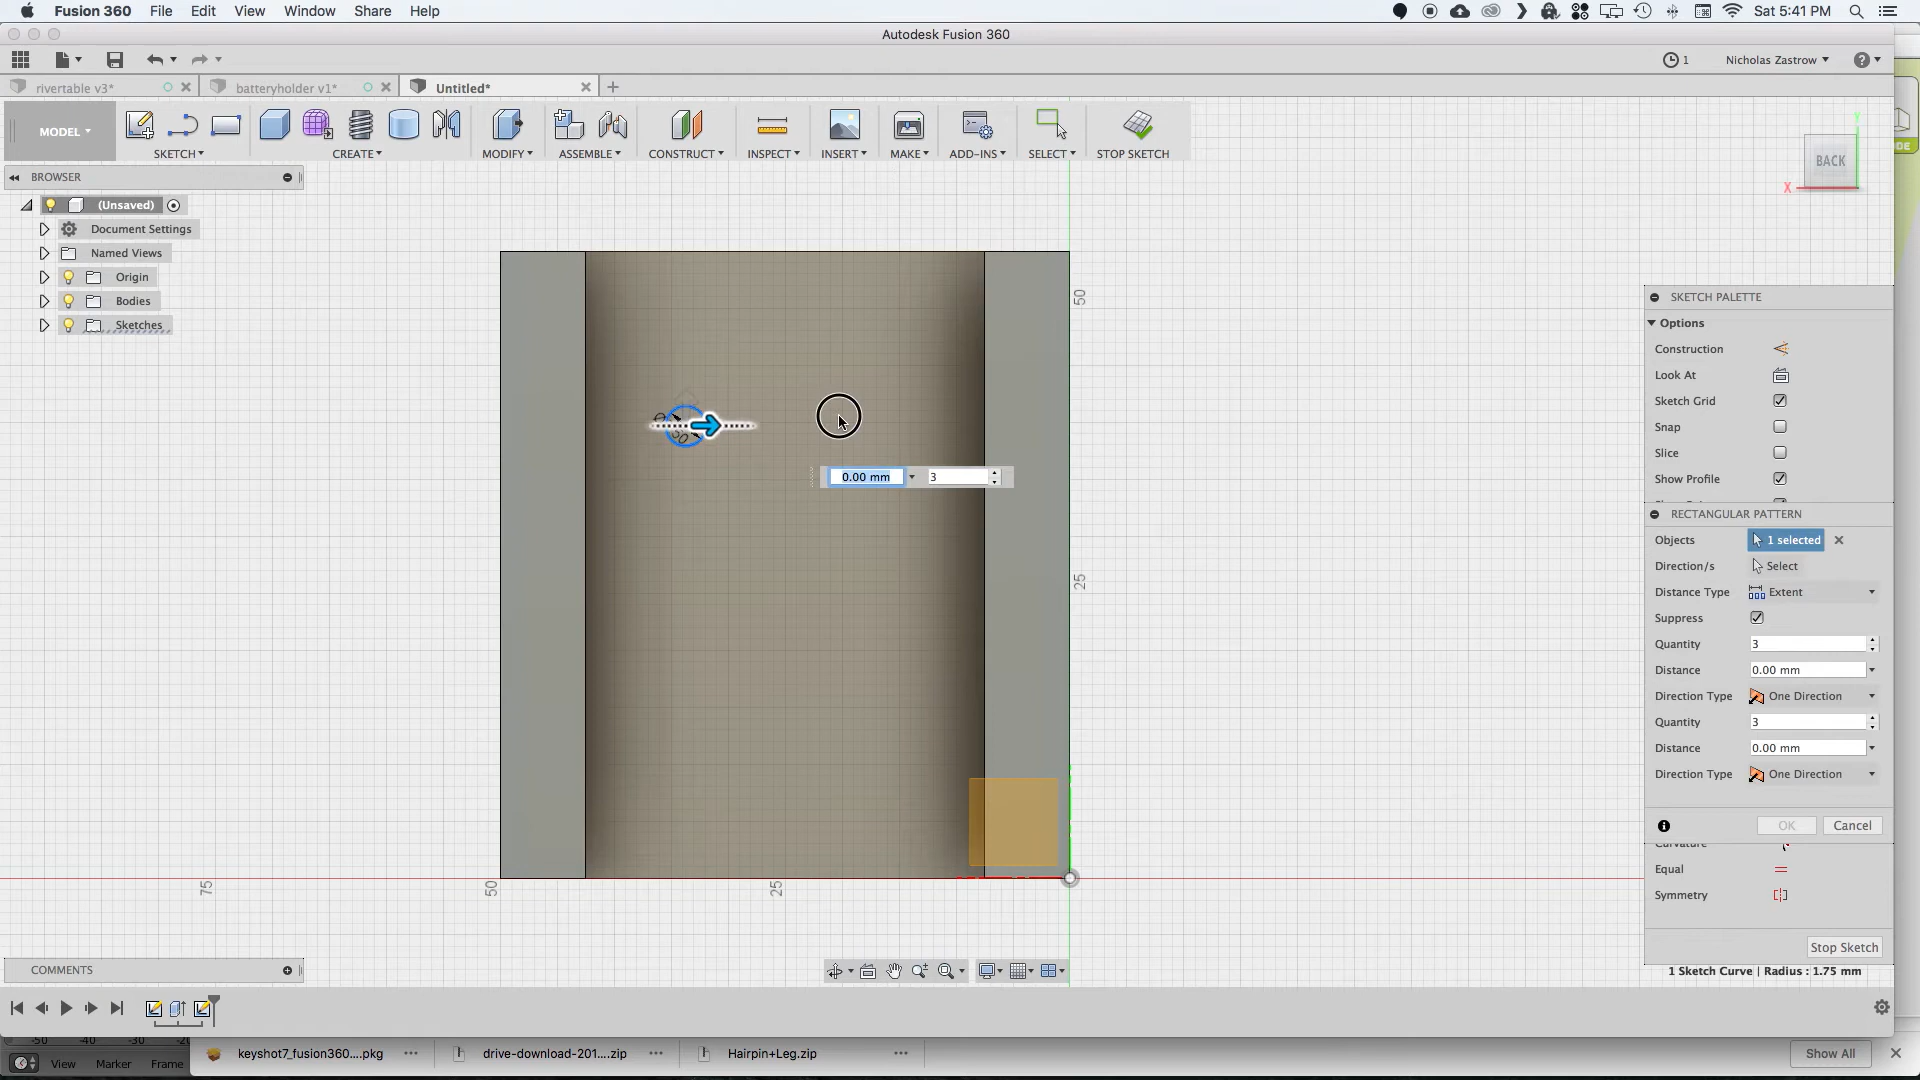 Fusion 360 File Edit View Window Share Help Sat 5:41 PM
Autodesk Fusion 360
1 Nicholas Zastrow
rivertable v3* batteryholder v1* Untitled*
MODEL
SKETCH CREATE MODIFY ASSEMBLE CONSTRUCT INSPECT INSERT MAKE ADD-INS SELECT STOP SKETCH
Y
BACK
X
BROWSER
(Unsaved)
Document Settings
Named Views
Origin
Bodies
Sketches
50
25
75
50
25
0.00 mm 3
SKETCH PALETTE
Options
Construction
Look At
Sketch Grid
Snap
Slice
Show Profile
RECTANGULAR PATTERN
Objects 1 selected
Direction/s Select
Distance Type Extent
Suppress
Quantity 3
Distance 0.00 mm
Direction Type One Direction
Quantity 3
Distance 0.00 mm
Direction Type One Direction
OK Cancel
Curvature
Equal
Symmetry
Stop Sketch
1 Sketch Curve | Radius : 1.75 mm
COMMENTS
-50 -40 -30
View Marker Frame
keyshot7_fusion360....pkg drive-download-201....zip Hairpin+Leg.zip Show All